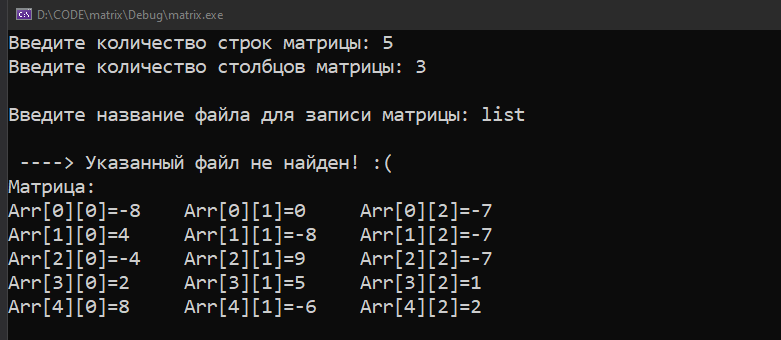 D:\CODE\matrix\Debug\matrix.exe
Введите количество строк матрицы: 5
Введите количество столбцов матрицы: 3
Введите название файла для записи матрицы: list
----> Указанный файл не найден! :(
Матрица:
Arr[0][0]=-8 Arr[0][1]=0 Arr[0][2]=-7
Arr[1][0]=4 Arr[1][1]=-8 Arr[1][2]=-7
Arr[2][0]=-4 Arr[2][1]=9 Arr[2][2]=-7
Arr[3][0]=2 Arr[3][1]=5 Arr[3][2]=1
Arr[4][0]=8 Arr[4][1]=-6 Arr[4][2]=2